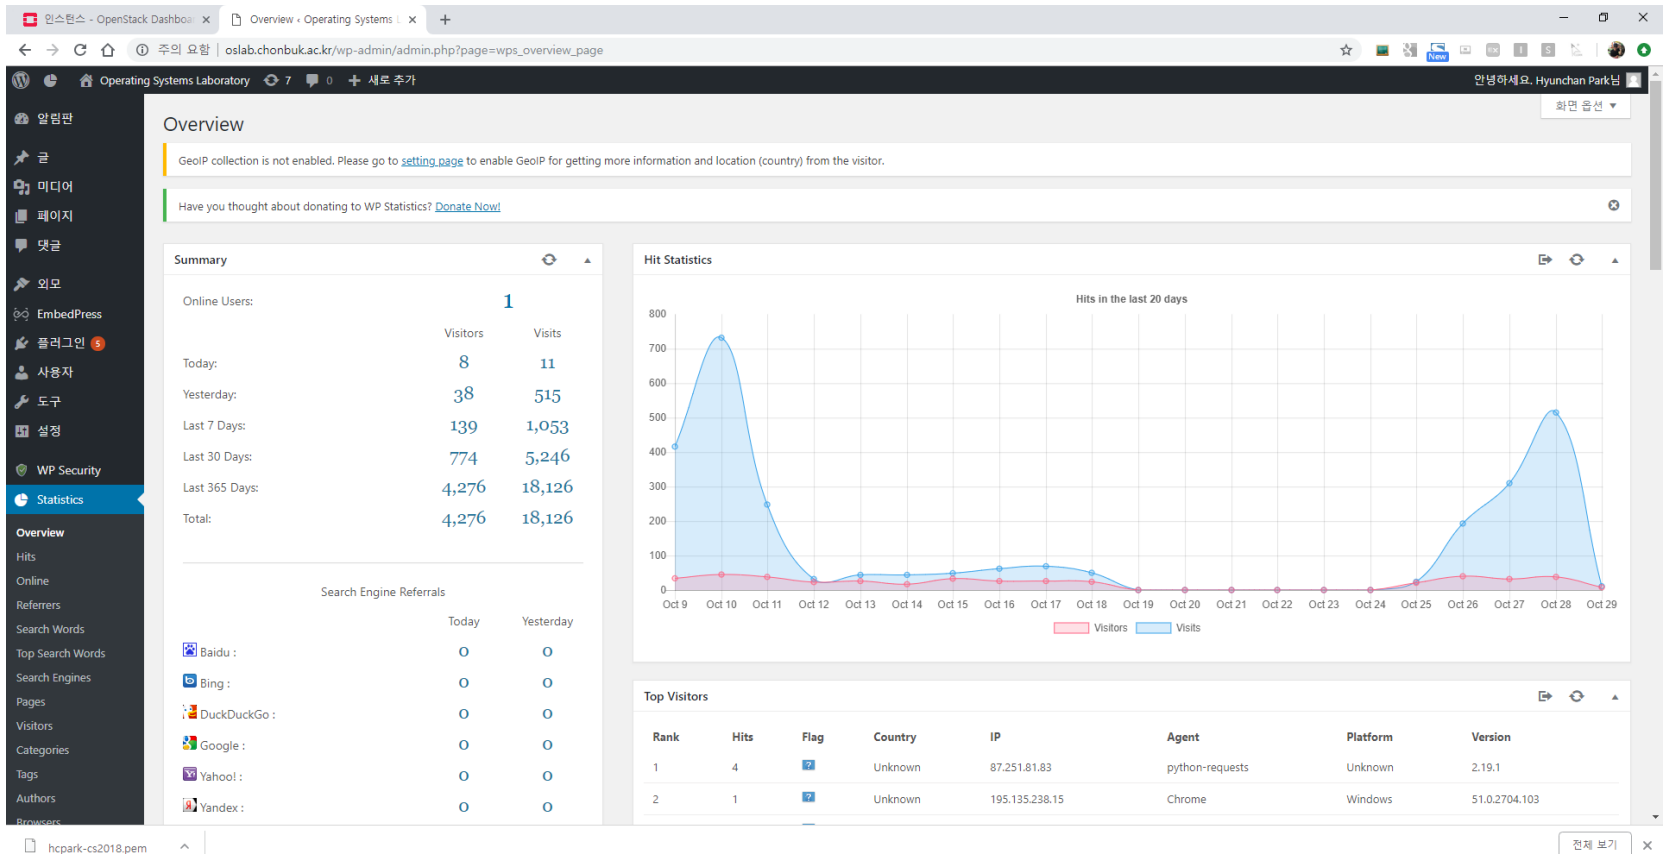 인스턴스 - OpenStack Dashboa
Overview ‹ Operating Systems L
주의 요함 | oslab.chonbuk.ac.kr/wp-admin/admin.php?page=wps_overview_page
New
Operating Systems Laboratory 7 0 새로 추가
안녕하세요. Hyunchan Park님
알림판
글
미디어
페이지
댓글
외모
EmbedPress
플러그인 5
사용자
도구
설정
WP Security
Statistics
Overview
Hits
Online
Referrers
Search Words
Top Search Words
Search Engines
Pages
Visitors
Categories
Tags
Authors
Browsers
화면 옵션
Overview
GeoIP collection is not enabled. Please go to setting page to enable GeoIP for getting more information and location (country) from the visitor.
Have you thought about donating to WP Statistics? Donate Now!
Summary
Online Users: 1
Visitors Visits
Today: 8 11
Yesterday: 38 515
Last 7 Days: 139 1,053
Last 30 Days: 774 5,246
Last 365 Days: 4,276 18,126
Total: 4,276 18,126
Search Engine Referrals
Today Yesterday
Baidu : 0 0
Bing : 0 0
DuckDuckGo : 0 0
Google : 0 0
Yahoo! : 0 0
Yandex : 0 0
Hit Statistics
Hits in the last 20 days
800
700
600
500
400
300
200
100
0
Oct 9 Oct 10 Oct 11 Oct 12 Oct 13 Oct 14 Oct 15 Oct 16 Oct 17 Oct 18 Oct 19 Oct 20 Oct 21 Oct 22 Oct 23 Oct 24 Oct 25 Oct 26 Oct 27 Oct 28 Oct 29
Visitors Visits
Top Visitors
Rank Hits Flag Country IP Agent Platform Version
1 4 ? Unknown 87.251.81.83 python-requests Unknown 2.19.1
2 1 ? Unknown 195.135.238.15 Chrome Windows 51.0.2704.103
hcpark-cs2018.pem
전체 보기